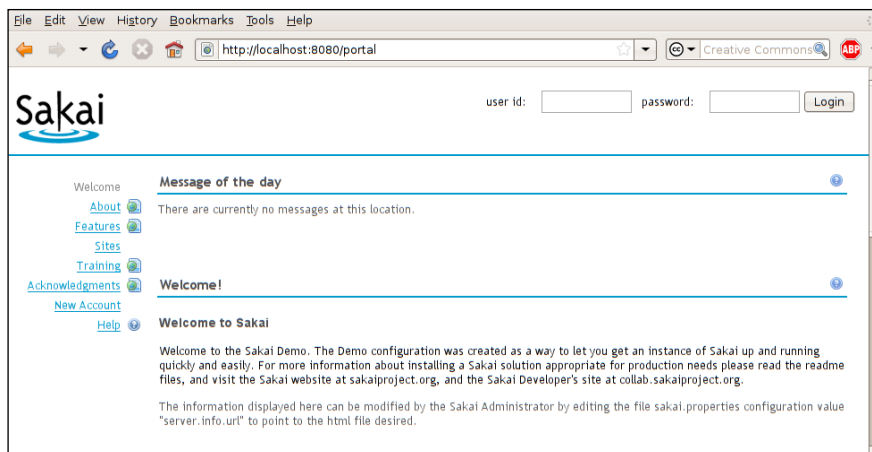 File Edit View History Bookmarks Tools Help
http://localhost:8080/portal
Creative Commons
ABP
Sakai
user id:
password:
Login
Welcome
About
Features
Sites
Training
Acknowledgments
New Account
Help
Message of the day
There are currently no messages at this location.
Welcome!
Welcome to Sakai
Welcome to the Sakai Demo. The Demo configuration was created as a way to let you get an instance of Sakai up and running
quickly and easily. For more information about installing a Sakai solution appropriate for production needs please read the readme
files, and visit the Sakai website at sakaiproject.org, and the Sakai Developer's site at collab.sakaiproject.org.
The information displayed here can be modified by the Sakai Administrator by editing the file sakai.properties configuration value
"server.info.url" to point to the html file desired.